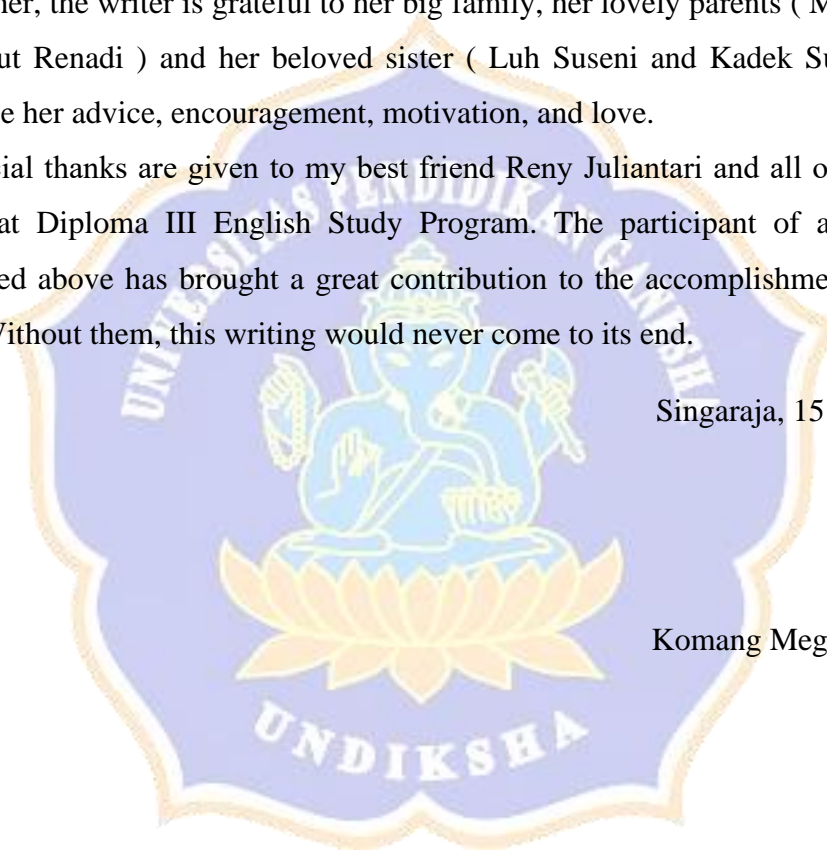 her, the writer is grateful to her big family, her lovely parents ( M
ut Renadi ) and her beloved sister ( Luh Suseni and Kadek Su
e her advice, encouragement, motivation, and love.
cial thanks are given to my best friend Reny Juliantari and all o
at Diploma III English Study Program. The participant of a
ed above has brought a great contribution to the accomplishme
Without them, this writing would never come to its end.
UNIVERSITAS PENDIDIKAN GANESHA
Singaraja, 15
Komang Meg
UNDIKSHA